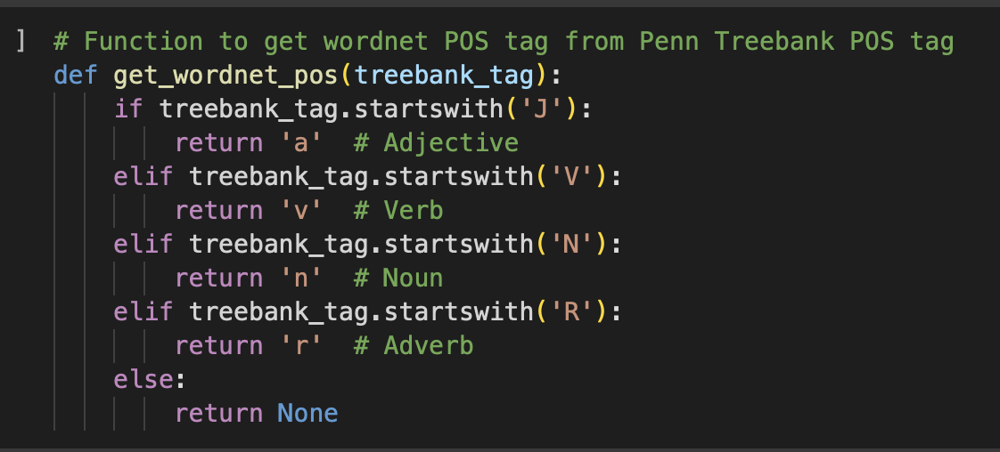 ] # Function to get wordnet POS tag from Penn Treebank POS tag
def get_wordnet_pos(treebank_tag):
    if treebank_tag.startswith('J'):
        return 'a'  # Adjective
    elif treebank_tag.startswith('V'):
        return 'v'  # Verb
    elif treebank_tag.startswith('N'):
        return 'n'  # Noun
    elif treebank_tag.startswith('R'):
        return 'r'  # Adverb
    else:
        return None